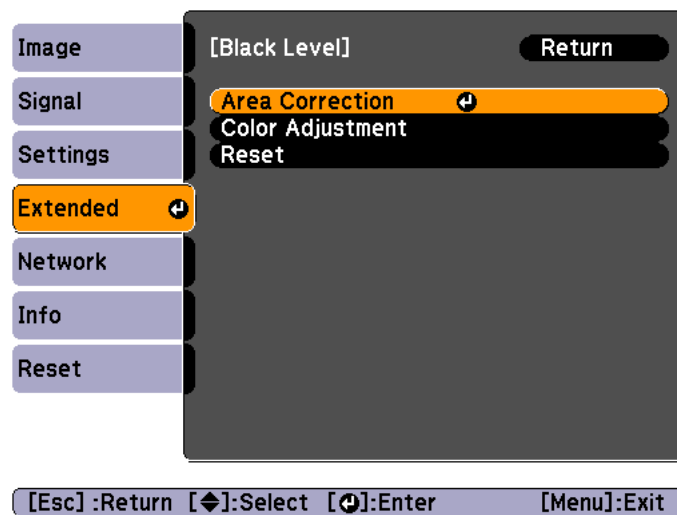 Image
Signal
Settings
Extended
Network
Info
Reset
[Black Level] Return
Area Correction
Color Adjustment
Reset
[Esc] :Return [◆]:Select [⏎]:Enter [Menu]:Exit